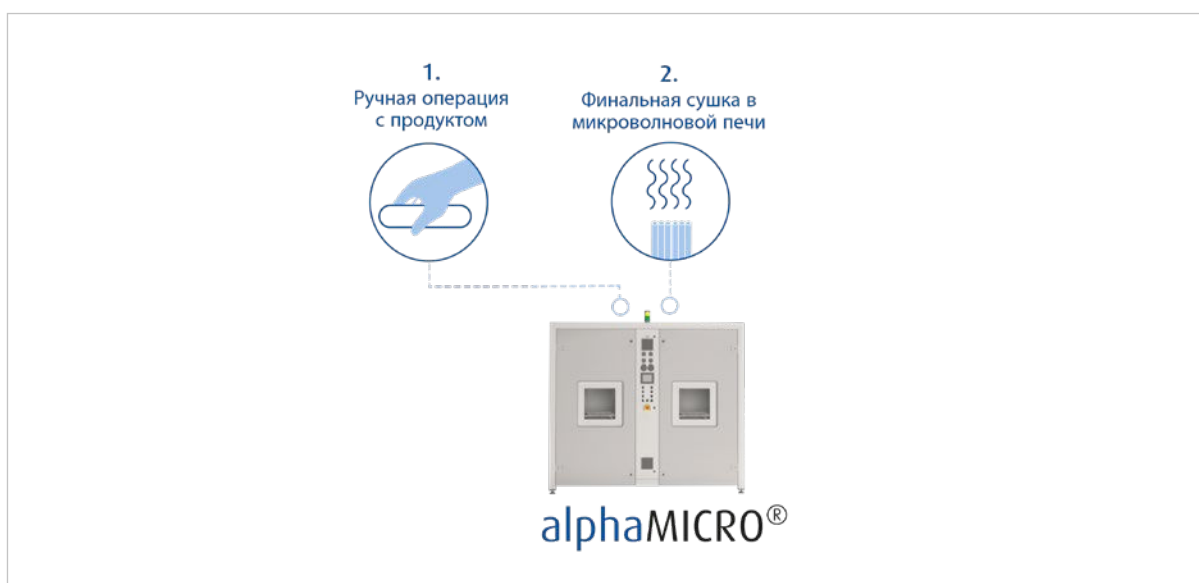 1.
Ручная операция
с продуктом
2.
Финальная сушка в
микроволновой печи
alphaMICRO®